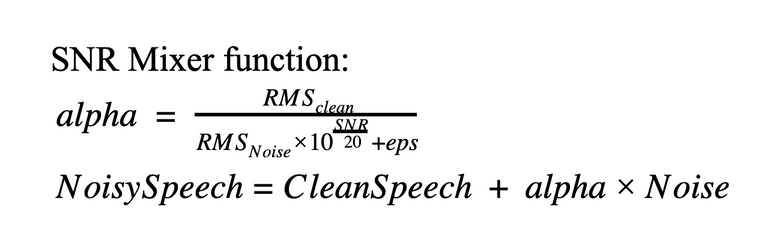 SNR Mixer function:
alpha = RMS_clean / RMS_Noise × 10^(SNR/20) + eps
NoisySpeech = CleanSpeech + alpha × Noise